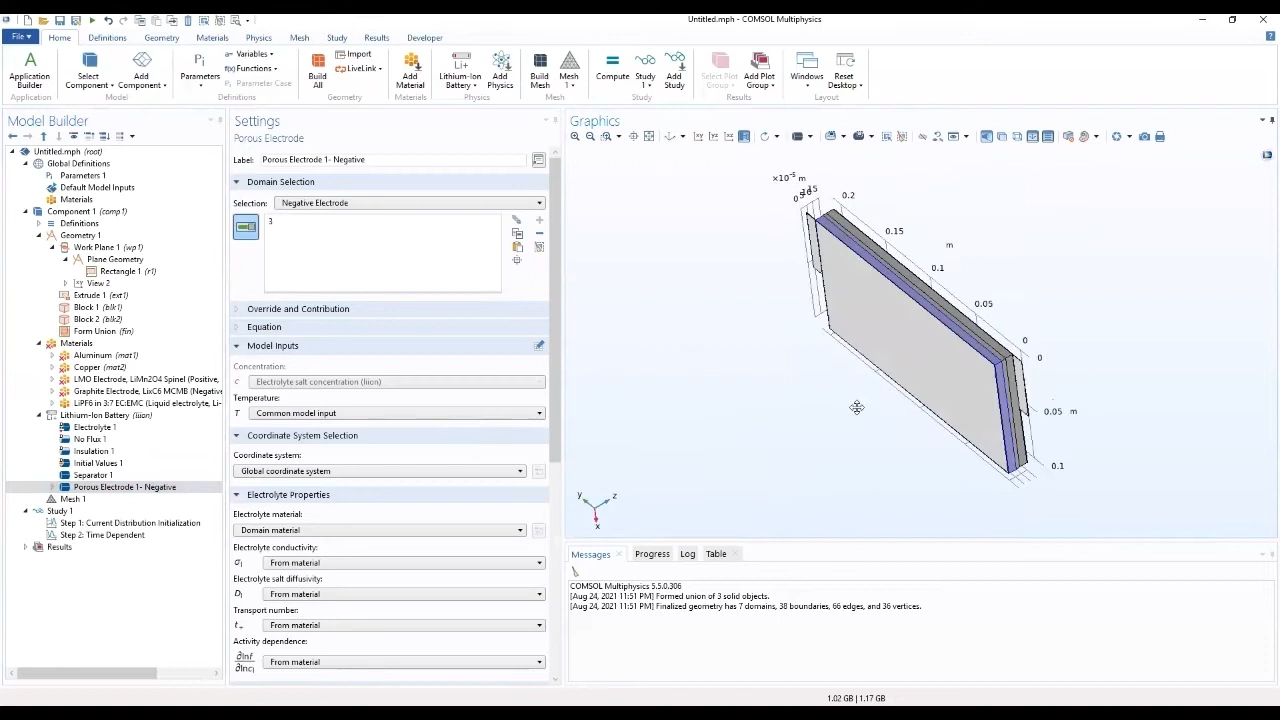 Untitled.mph - COMSOL Multiphysics
File Home Definitions Geometry Materials Physics Mesh Study Results Developer
Application Builder
Application
Select Component
Add Component
Model
Parameters
Variables
Functions
Parameter Case
Definitions
Build All
Import
LiveLink
Geometry
Add Materials
Materials
Lithium-Ion Battery
Add Physics
Physics
Build Mesh
Mesh 1
Mesh
Compute
Study 1
Add Study
Study
Select Plot Group
Add Plot Group
Results
Windows
Reset Desktop
Layout
Model Builder
Untitled.mph (root)
Global Definitions
Parameters 1
Default Model Inputs
Materials
Component 1 (comp1)
Definitions
Geometry 1
Work Plane 1 (wp1)
Plane Geometry
Rectangle 1 (r1)
View 2
Extrude 1 (ext1)
Block 1 (blk1)
Block 2 (blk2)
Form Union (fin)
Materials
Aluminum (mat1)
Copper (mat2)
LMO Electrode, LiMn2O4 Spinel (Positive,
Graphite Electrode, LixC6 MCMB (Negative
LiPF6 in 3:7 EC:EMC (Liquid electrolyte, Li-
Lithium-Ion Battery (liion)
Electrolyte 1
No Flux 1
Insulation 1
Initial Values 1
Separator 1
Porous Electrode 1- Negative
Mesh 1
Study 1
Step 1: Current Distribution Initialization
Step 2: Time Dependent
Results
Settings
Porous Electrode
Label: Porous Electrode 1- Negative
Domain Selection
Selection: Negative Electrode
3
Override and Contribution
Equation
Model Inputs
Concentration:
c Electrolyte salt concentration (liion)
Temperature:
T Common model input
Coordinate System Selection
Coordinate system:
Global coordinate system
Electrolyte Properties
Electrolyte material:
Domain material
Electrolyte conductivity:
σl From material
Electrolyte salt diffusivity:
Dl From material
Transport number:
t+ From material
Activity dependence:
∂lnf
∂lncl From material
Graphics
×10⁻⁵ m
0.2
0.15
m
0.1
0.05
0
0
0.05 m
0.1
y z
x
Messages Progress Log Table
COMSOL Multiphysics 5.5.0.306
[Aug 24, 2021 11:51 PM] Formed union of 3 solid objects.
[Aug 24, 2021 11:51 PM] Finalized geometry has 7 domains, 38 boundaries, 66 edges, and 36 vertices.
1.02 GB | 1.17 GB